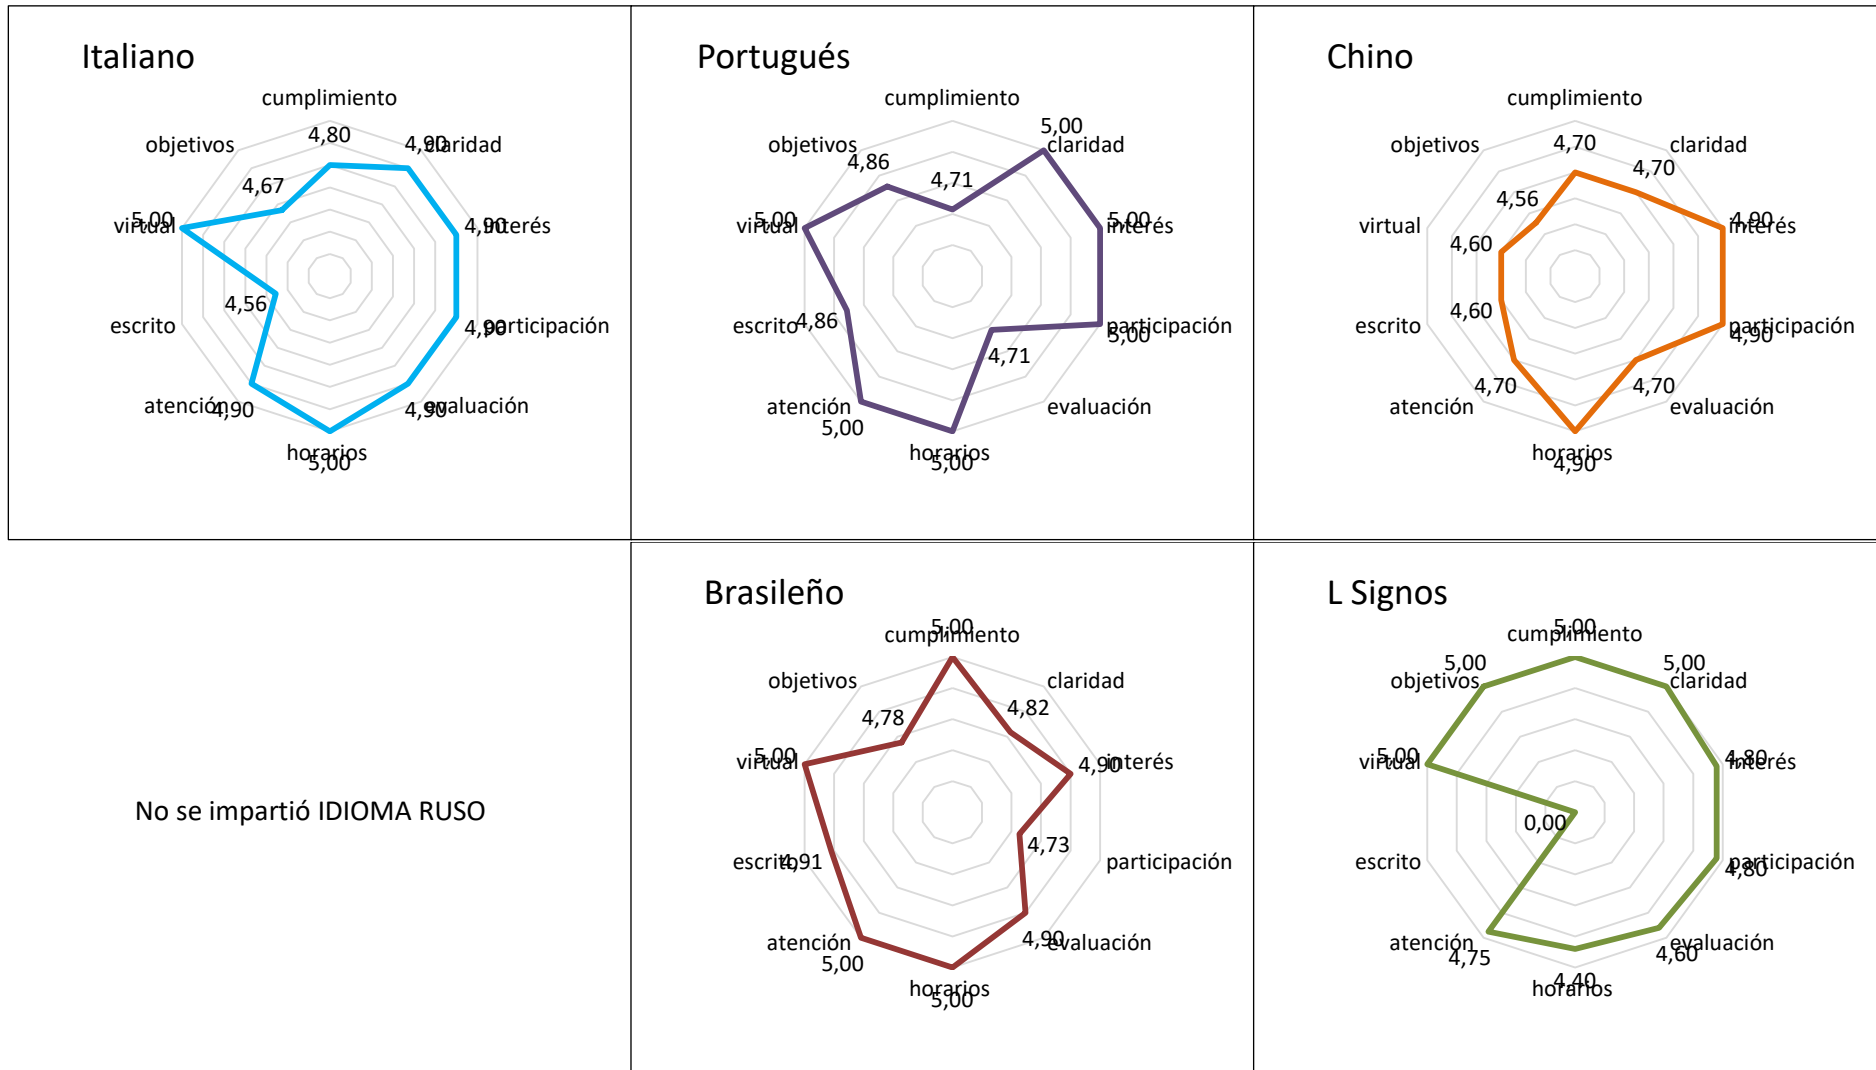 Italiano
cumplimiento
4,80
claridad
4,90
interés
4,90
participación
4,90
evaluación
4,90
horarios
5,00
atención
4,90
escrito
4,56
virtual
5,00
objetivos
4,67
Portugués
cumplimiento
4,71
claridad
5,00
interés
5,00
participación
5,00
evaluación
4,71
horarios
5,00
atención
5,00
escrito
4,86
virtual
5,00
objetivos
4,86
Chino
cumplimiento
4,70
claridad
4,70
interés
4,90
participación
4,90
evaluación
4,70
horarios
4,90
atención
4,70
escrito
4,60
virtual
4,60
objetivos
4,56
No se impartió IDIOMA RUSO
Brasileño
cumplimiento
5,00
claridad
4,82
interés
4,90
participación
4,73
evaluación
4,90
horarios
5,00
atención
5,00
escrito
4,91
virtual
5,00
objetivos
4,78
L Signos
cumplimiento
5,00
claridad
5,00
interés
4,80
participación
4,80
evaluación
4,60
horarios
4,40
atención
4,75
escrito
0,00
virtual
5,00
objetivos
5,00